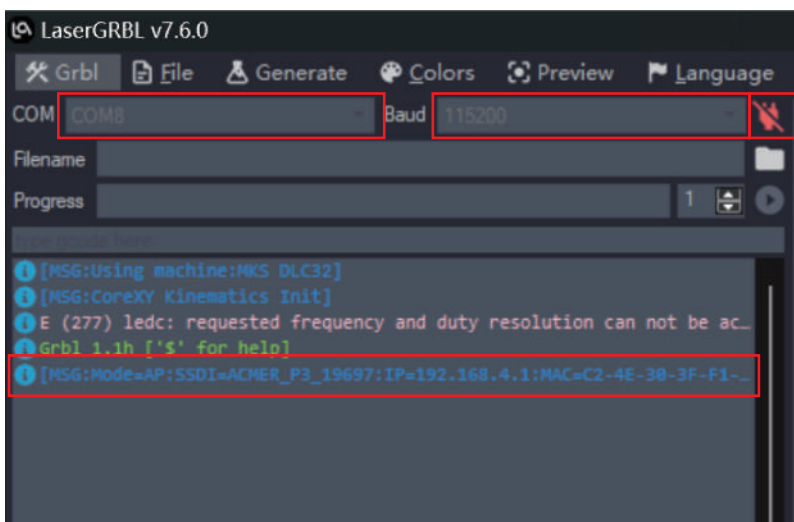 LaserGRBL v7.6.0
Grbl File Generate Colors Preview Language
COM COM8 Baud 115200
Filename
Progress 1
type gcode here
[MSG:Using machine:MKS DLC32]
[MSG:CoreXY Kinematics Init]
E (277) ledc: requested frequency and duty resolution can not be ac…
Grbl 1.1h ['$' for help]
[MSG:Mode=AP:SSDI=ACMER_P3_19697:IP=192.168.4.1:MAC=C2-4E-30-3F-F1-…